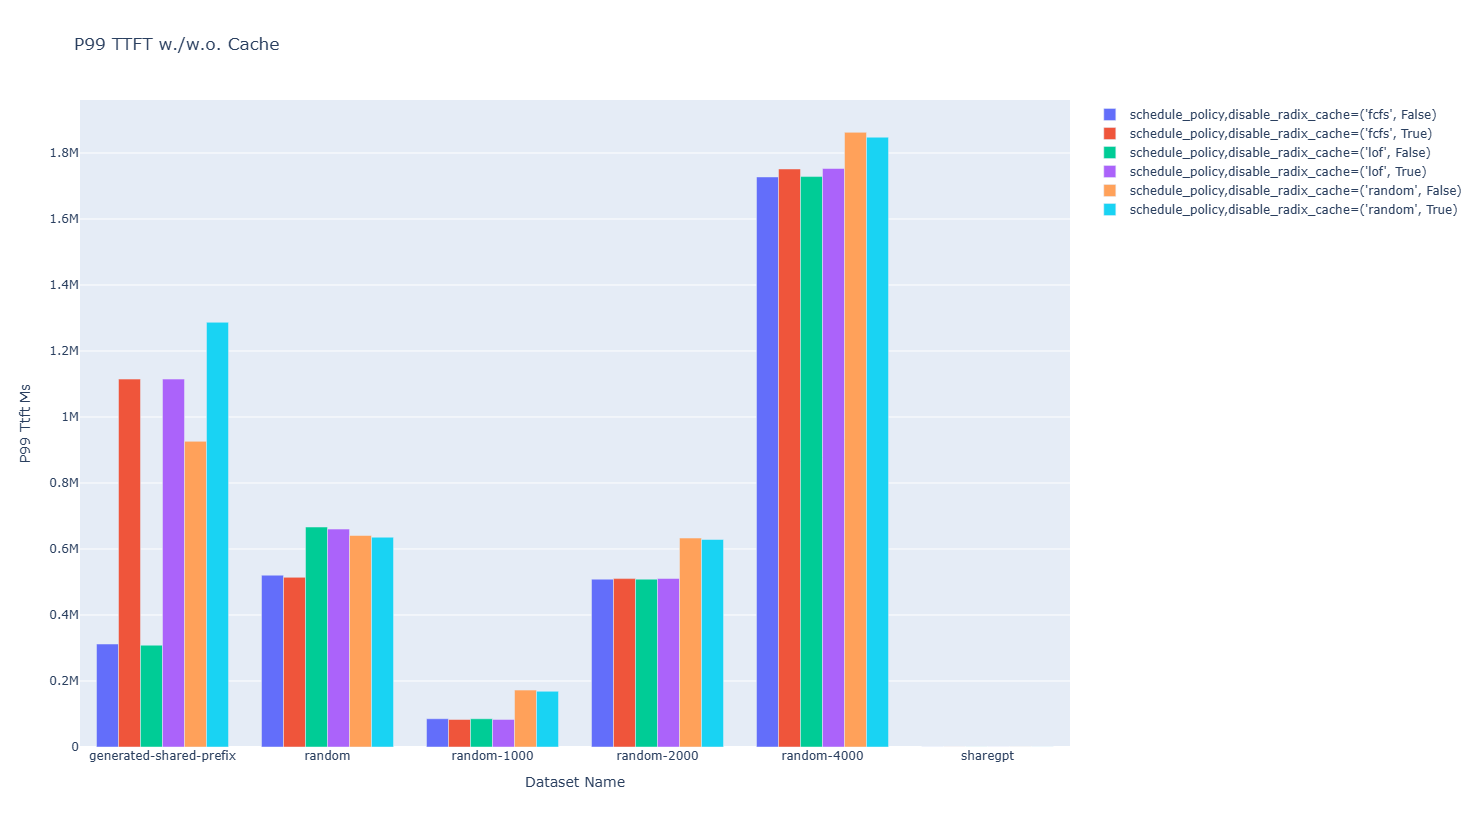 P99 TTFT w./w.o. Cache
schedule_policy,disable_radix_cache=('fcfs', False)
schedule_policy,disable_radix_cache=('fcfs', True)
schedule_policy,disable_radix_cache=('lof', False)
schedule_policy,disable_radix_cache=('lof', True)
schedule_policy,disable_radix_cache=('random', False)
schedule_policy,disable_radix_cache=('random', True)
P99 Ttft Ms
1.8M
1.6M
1.4M
1.2M
1M
0.8M
0.6M
0.4M
0.2M
0
generated-shared-prefix random random-1000 random-2000 random-4000 sharegpt
Dataset Name